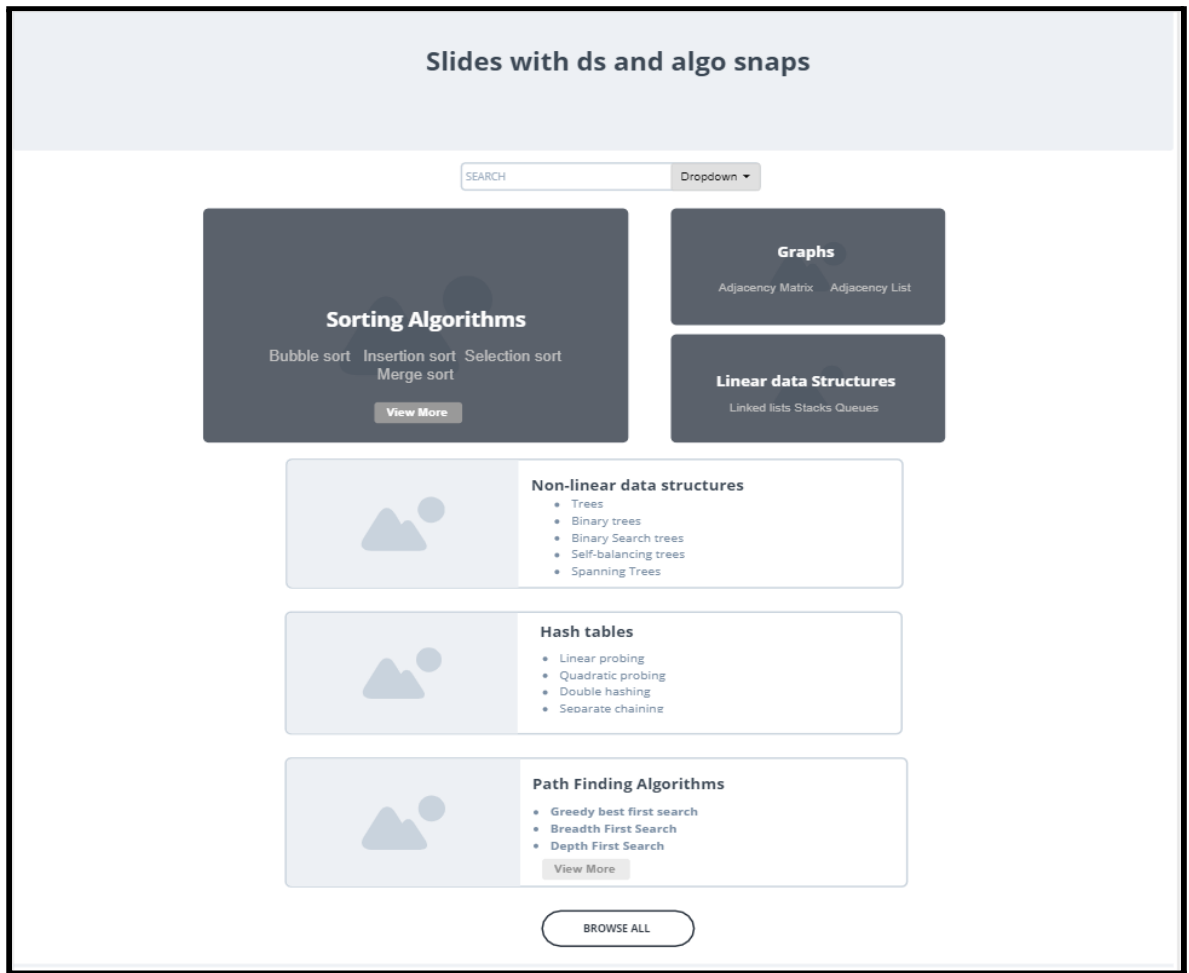 Slides with ds and algo snaps
SEARCH
Dropdown
Sorting Algorithms
Bubble sort Insertion sort Selection sort
Merge sort
View More
Graphs
Adjacency Matrix Adjacency List
Linear data Structures
Linked lists Stacks Queues
Non-linear data structures
Trees
Binary trees
Binary Search trees
Self-balancing trees
Spanning Trees
Hash tables
Linear probing
Quadratic probing
Double hashing
Separate chaining
Path Finding Algorithms
Greedy best first search
Breadth First Search
Depth First Search
View More
BROWSE ALL